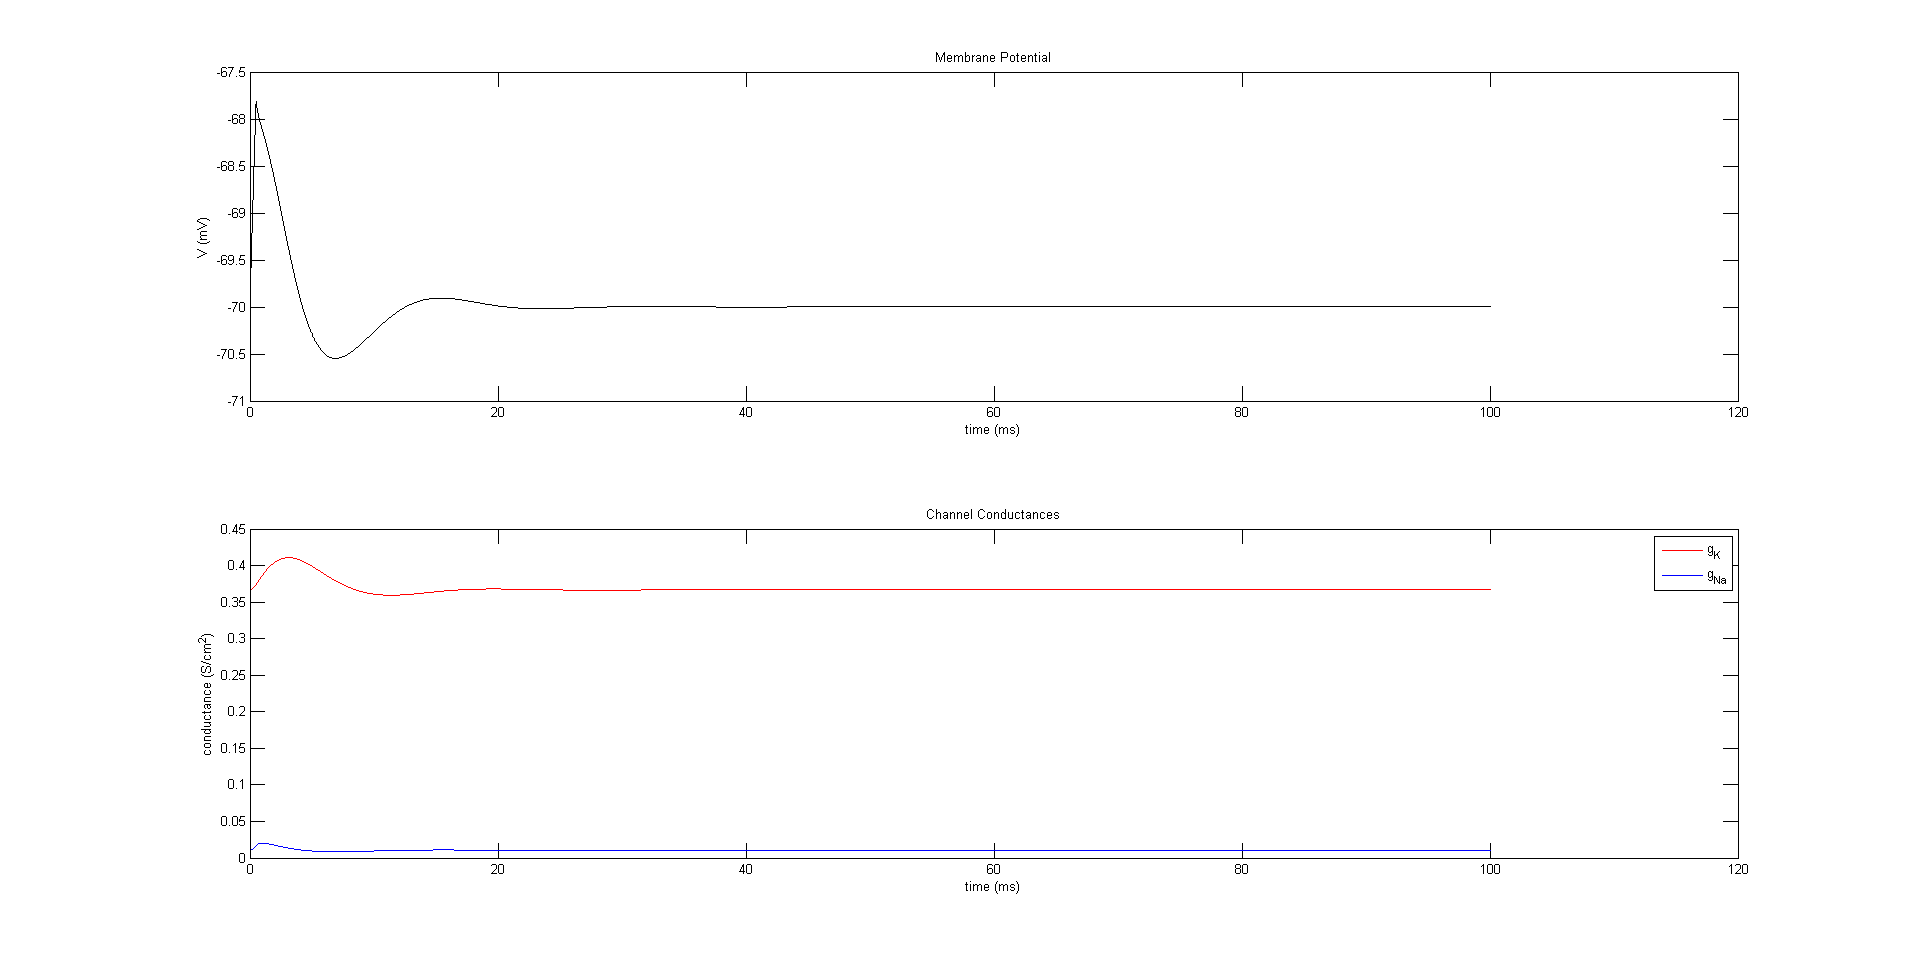 Membrane Potential
-67.5
-68
-68.5
-69
-69.5
-70
-70.5
-71
V (mV)
0 20 40 60 80 100 120
time (ms)
Channel Conductances
0.45
0.4
0.35
0.3
0.25
0.2
0.15
0.1
0.05
0
conductance (S/cm²)
g_K
g_Na
0 20 40 60 80 100 120
time (ms)